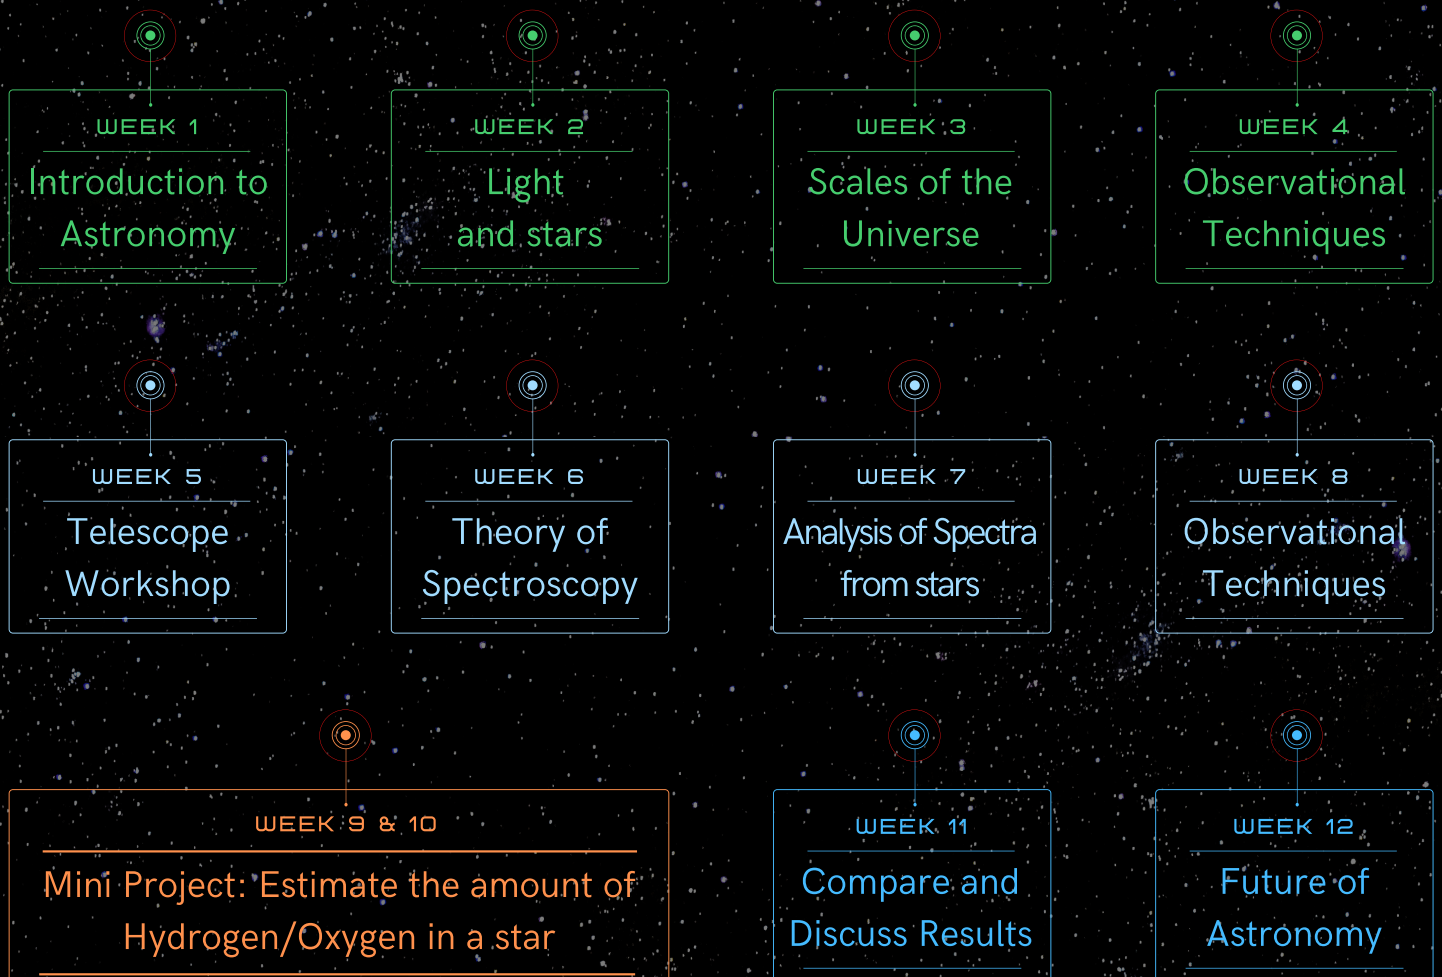 WEEK 1
Introduction to
Astronomy
WEEK 2
Light
and stars
WEEK 3
Scales of the
Universe
WEEK 4
Observational
Techniques
WEEK 5
Telescope
Workshop
WEEK 6
Theory of
Spectroscopy
WEEK 7
Analysis of Spectra
from stars
WEEK 8
Observational
Techniques
WEEK 9 & 10
Mini Project: Estimate the amount of
Hydrogen/Oxygen in a star
WEEK 11
Compare and
Discuss Results
WEEK 12
Future of
Astronomy